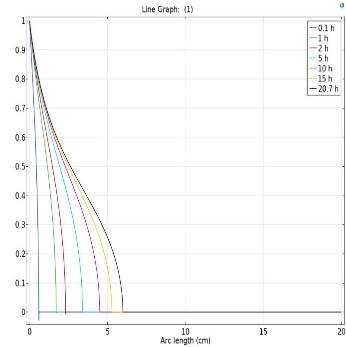 Line Graph: (1)
1
0.9
0.8
0.7
0.6
0.5
0.4
0.3
0.2
0.1
0
0.1 h
1 h
2 h
5 h
10 h
15 h
20.7 h
0
5
10
15
20
Arc length (cm)